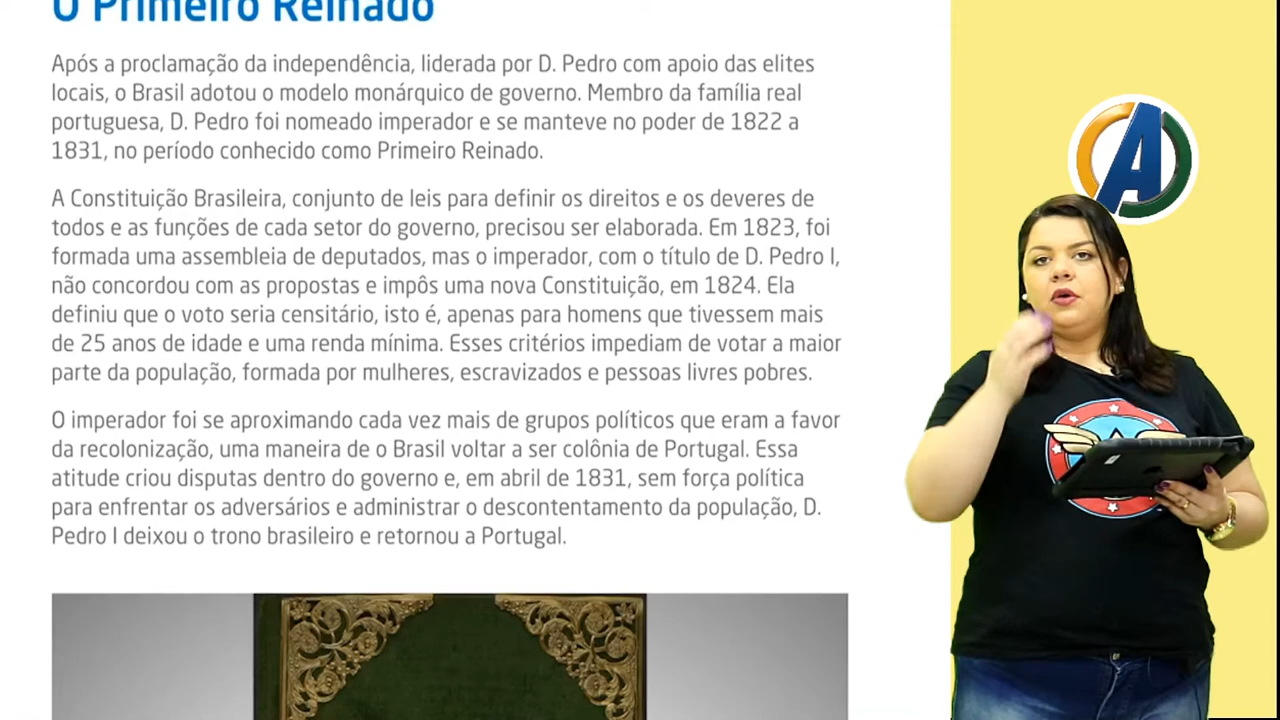 O Primeiro Reinado
Após a proclamação da independência, liderada por D. Pedro com apoio das elites
locais, o Brasil adotou o modelo monárquico de governo. Membro da família real
portuguesa, D. Pedro foi nomeado imperador e se manteve no poder de 1822 a
1831, no período conhecido como Primeiro Reinado.
A Constituição Brasileira, conjunto de leis para definir os direitos e os deveres de
todos e as funções de cada setor do governo, precisou ser elaborada. Em 1823, foi
formada uma assembleia de deputados, mas o imperador, com o título de D. Pedro I,
não concordou com as propostas e impôs uma nova Constituição, em 1824. Ela
definiu que o voto seria censitário, isto é, apenas para homens que tivessem mais
de 25 anos de idade e uma renda mínima. Esses critérios impediam de votar a maior
parte da população, formada por mulheres, escravizados e pessoas livres pobres.
O imperador foi se aproximando cada vez mais de grupos políticos que eram a favor
da recolonização, uma maneira de o Brasil voltar a ser colônia de Portugal. Essa
atitude criou disputas dentro do governo e, em abril de 1831, sem força política
para enfrentar os adversários e administrar o descontentamento da população, D.
Pedro I deixou o trono brasileiro e retornou a Portugal.
A